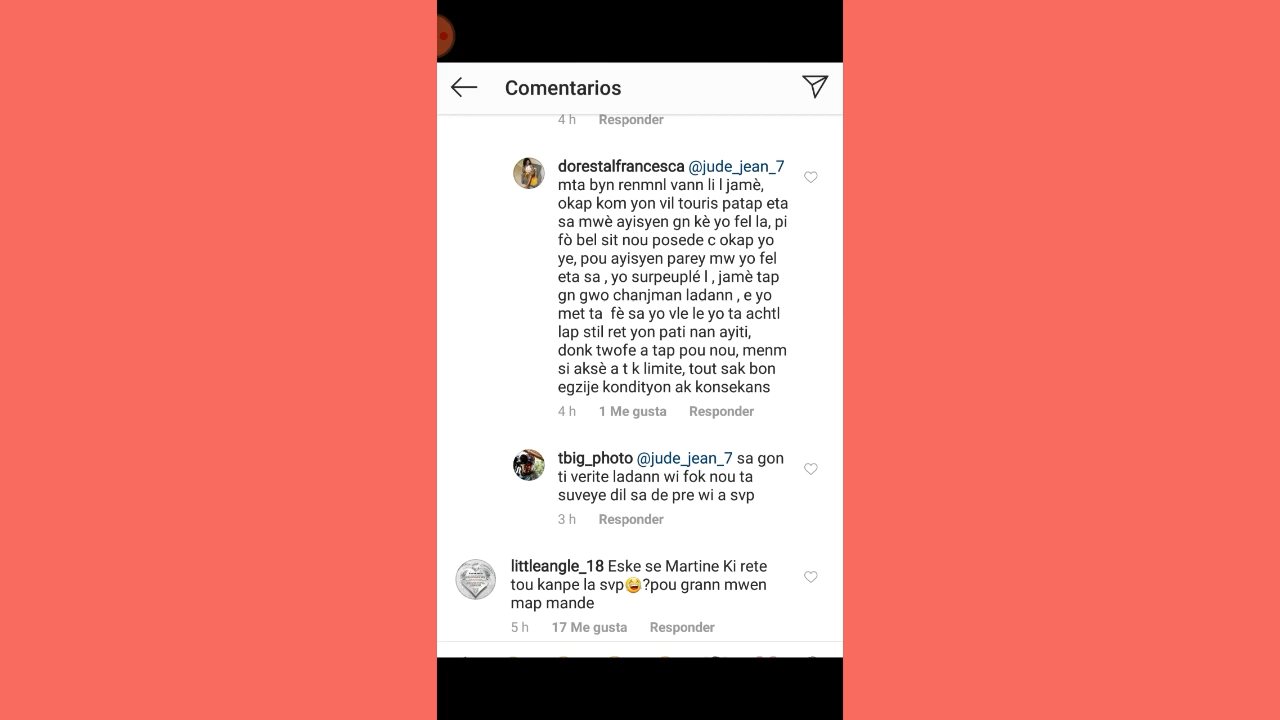 Comentarios
4 h Responder
dorestalfrancesca @jude_jean_7
mta byn renmnl vann li l jamè,
okap kom yon vil touris patap eta
sa mwè ayisyen gn kè yo fel la, pi
fò bel sit nou posede c okap yo
ye, pou ayisyen parey mw yo fel
eta sa , yo surpeuplé l , jamè tap
gn gwo chanjman ladann , e yo
met ta  fè sa yo vle le yo ta achtl
lap stil ret yon pati nan ayiti,
donk twofe a tap pou nou, menm
si aksè a t k limite, tout sak bon
egzije kondityon ak konsekans
4 h 1 Me gusta Responder
tbig_photo @jude_jean_7 sa gon
ti verite ladann wi fok nou ta
suveye dil sa de pre wi a svp
3 h Responder
littleangle_18 Eske se Martine Ki rete
tou kanpe la svp😂?pou grann mwen
map mande
5 h 17 Me gusta Responder